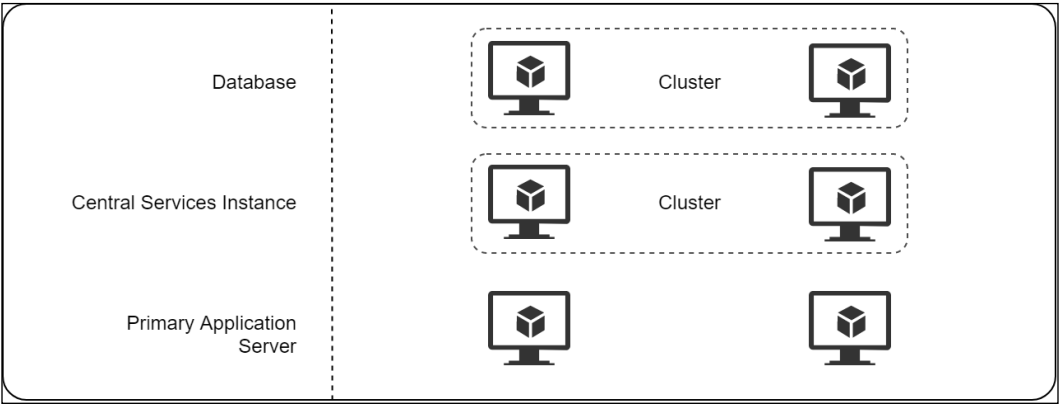 Database
Cluster
Central Services Instance
Cluster
Primary Application
Server